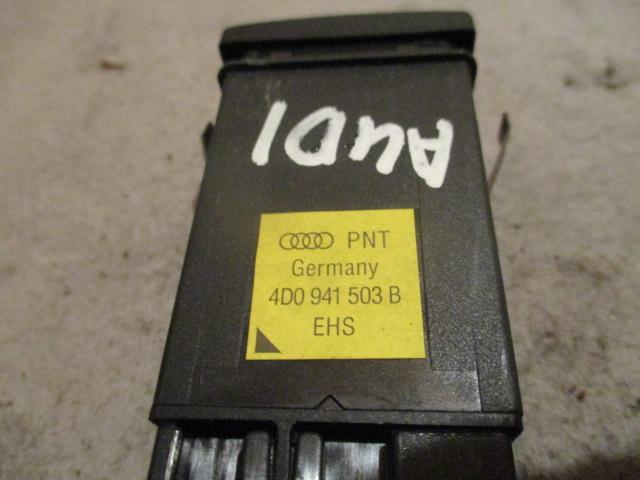 AUDI
PNT
Germany
4D0 941 503 B
EHS